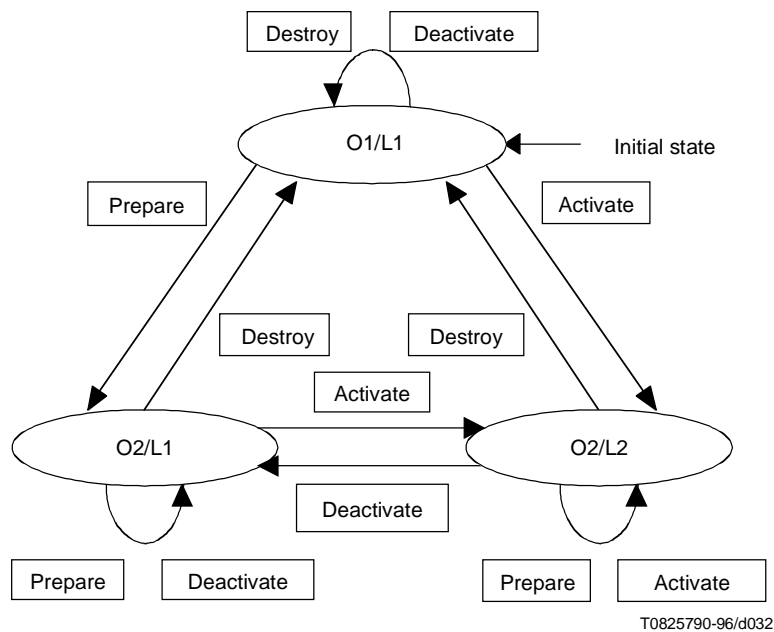 Destroy
Deactivate
O1/L1
Initial state
Prepare
Activate
Destroy
Destroy
Activate
O2/L1
O2/L2
Deactivate
Prepare
Deactivate
Prepare
Activate
T0825790-96/d032